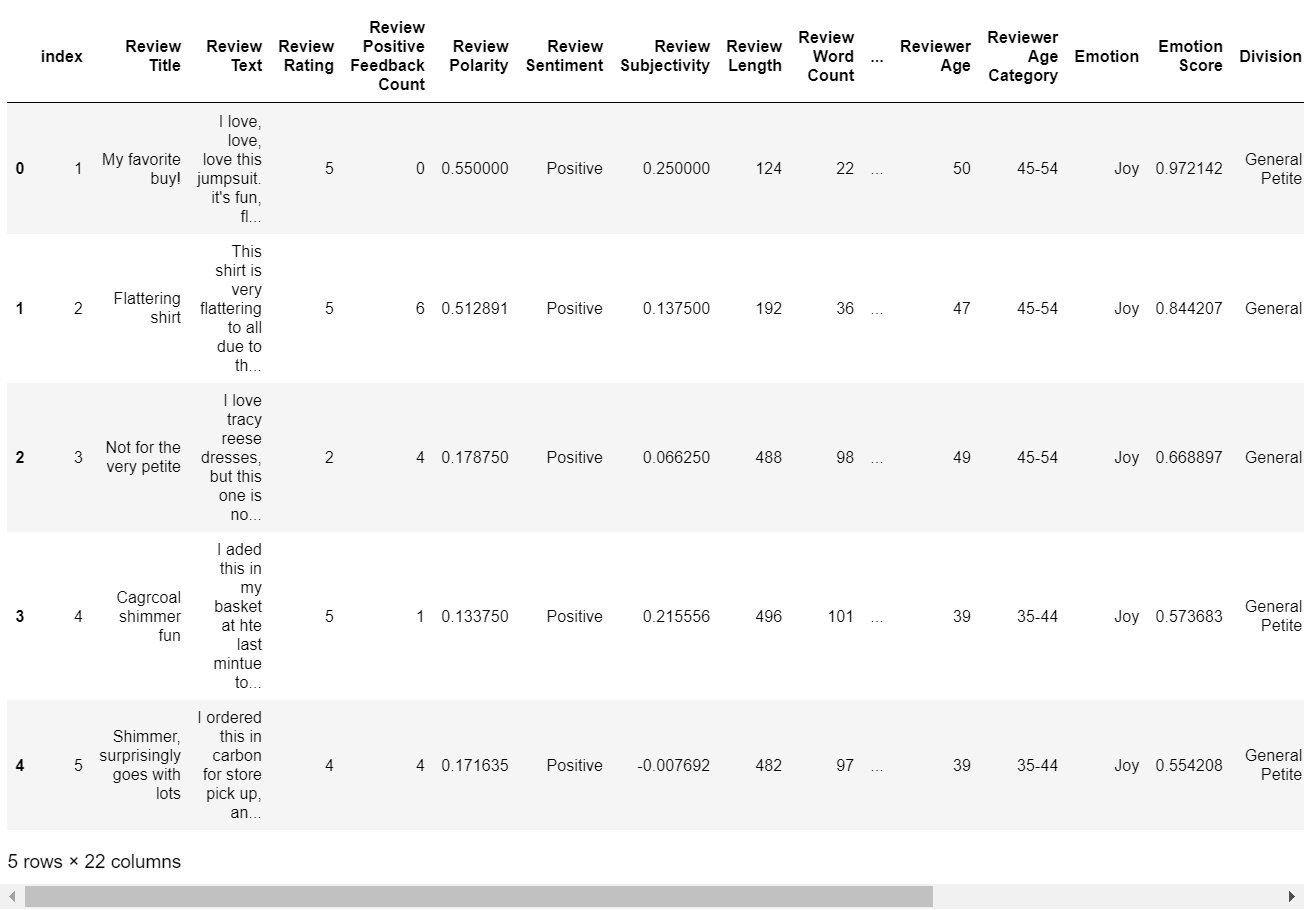 index Review Title Review Text Review Rating Review Positive Feedback Count Review Polarity Review Sentiment Review Subjectivity Review Length Review Word Count ... Reviewer Age Reviewer Age Category Emotion Emotion Score Division
0 1 My favorite buy! I love, love, love this jumpsuit. it's fun, fl... 5 0 0.550000 Positive 0.250000 124 22 ... 50 45-54 Joy 0.972142 General Petite
1 2 Flattering shirt This shirt is very flattering to all due to th... 5 6 0.512891 Positive 0.137500 192 36 ... 47 45-54 Joy 0.844207 General
2 3 Not for the very petite I love tracy reese dresses, but this one is no... 2 4 0.178750 Positive 0.066250 488 98 ... 49 45-54 Joy 0.668897 General
3 4 Cagrcoal shimmer fun I aded this in my basket at hte last mintue to... 5 1 0.133750 Positive 0.215556 496 101 ... 39 35-44 Joy 0.573683 General Petite
4 5 Shimmer, surprisingly goes with lots I ordered this in carbon for store pick up, an... 4 4 0.171635 Positive -0.007692 482 97 ... 39 35-44 Joy 0.554208 General Petite
5 rows × 22 columns